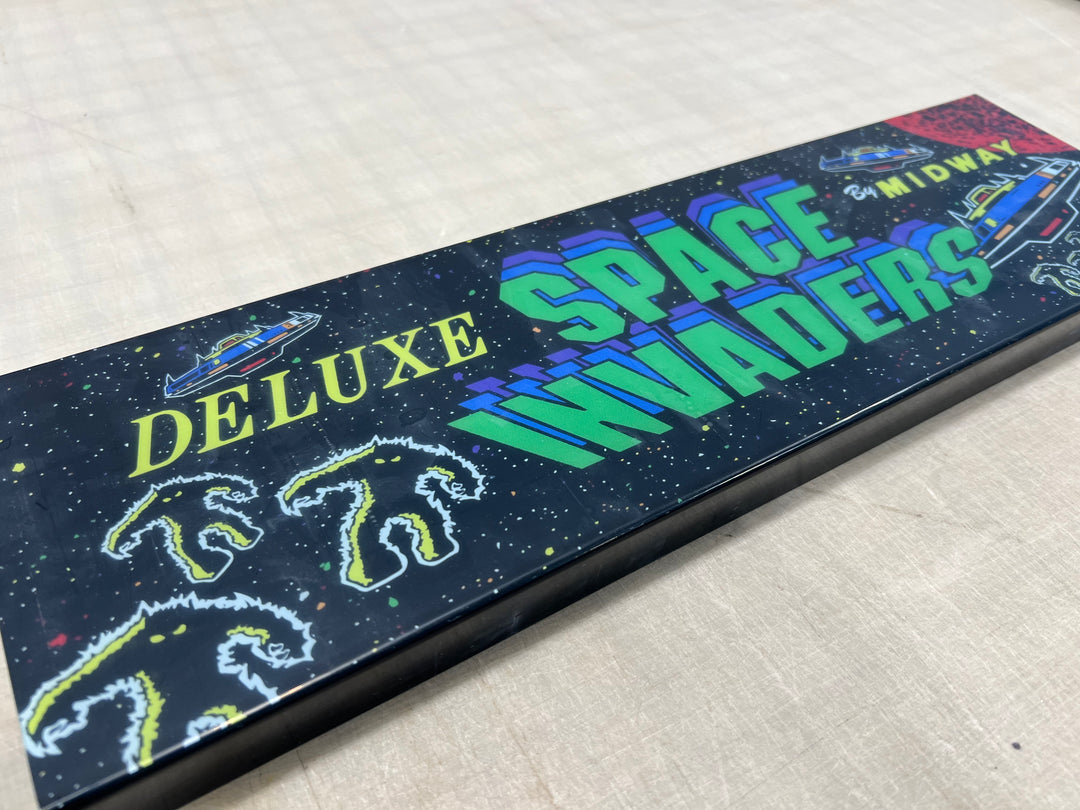 DELUXE
SPACE
INVADERS
By MIDWAY